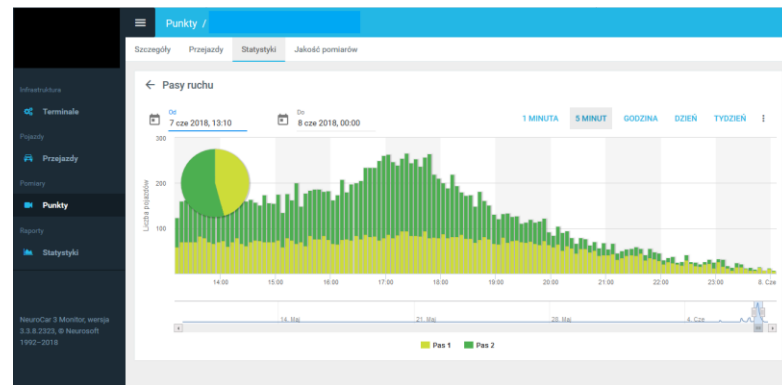 Punkty /
Szczegóły Przejazdy Statystyki Jakość pomiarów
Infrastruktura
Terminale
Pojazdy
Przejazdy
Pomiary
Punkty
Raporty
Statystyki
NeuroCar 3 Monitor, wersja
3.3.8.2323, © Neurosoft
1992–2018
← Pasy ruchu
Od
7 cze 2018, 13:10
Do
8 cze 2018, 00:00
1 MINUTA 5 MINUT GODZINA DZIEŃ TYDZIEŃ
Liczba pojazdów
300
200
100
14:00 15:00 16:00 17:00 18:00 19:00 20:00 21:00 22:00 23:00 8. Cze
14. Maj 21. Maj 28. Maj 4. Cze
Pas 1 Pas 2